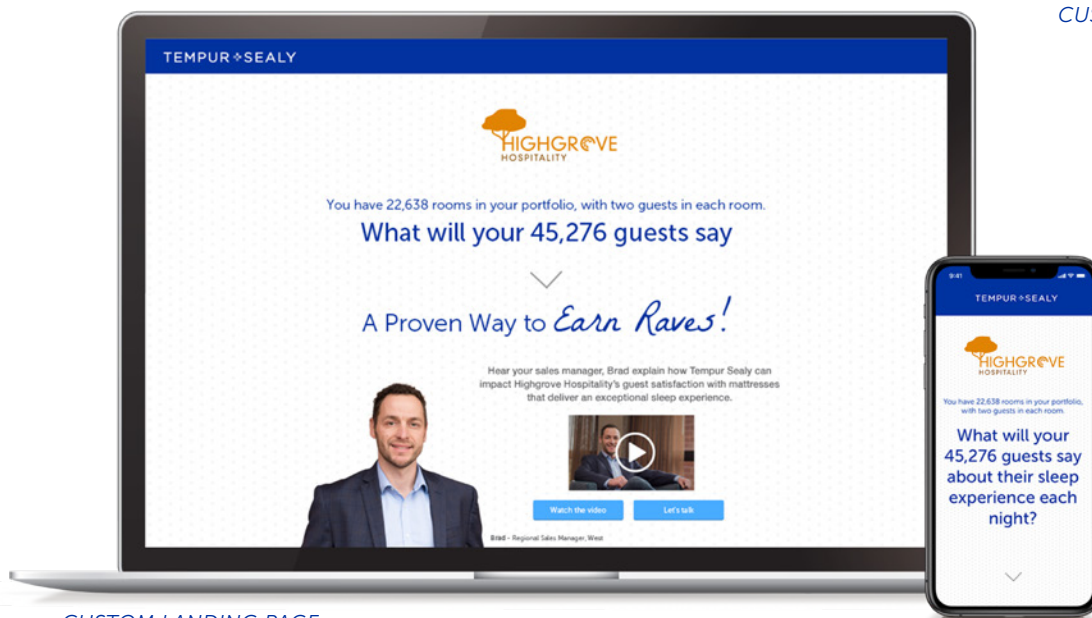 CUS
TEMPUR SEALY
HIGHGROVE
HOSPITALITY
You have 22,638 rooms in your portfolio, with two guests in each room.
What will your 45,276 guests say
A Proven Way to Earn Raves!
Hear your sales manager, Brad explain how Tempur Sealy can
impact Highgrove Hospitality's guest satisfaction with mattresses
that deliver an exceptional sleep experience.
Watch the video
Let's talk
Brad - Regional Sales Manager, West
9:41
TEMPUR SEALY
HIGHGROVE
HOSPITALITY
You have 22,638 rooms in your portfolio,
with two guests in each room.
What will your
45,276 guests say
about their sleep
experience each
night?
CUSTOM LANDING PAGE